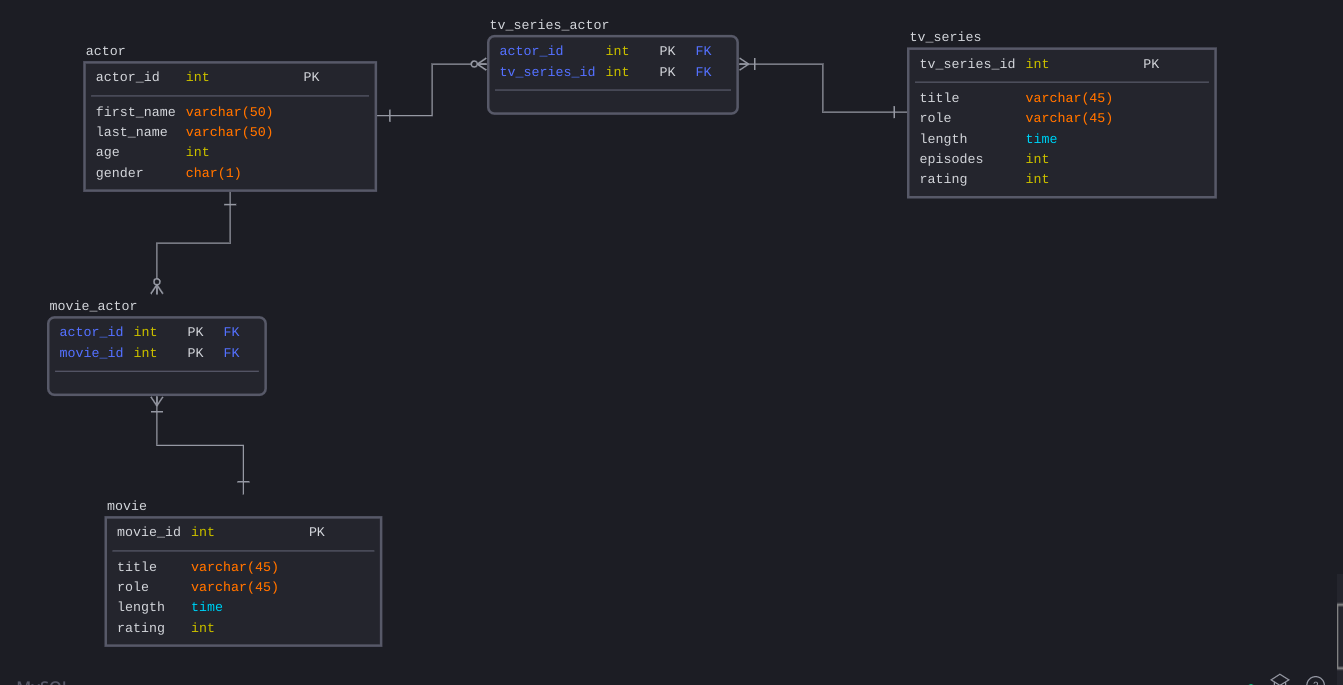 actor
actor_id int PK
first_name varchar(50)
last_name varchar(50)
age int
gender char(1)
tv_series_actor
actor_id int PK FK
tv_series_id int PK FK
tv_series
tv_series_id int PK
title varchar(45)
role varchar(45)
length time
episodes int
rating int
movie_actor
actor_id int PK FK
movie_id int PK FK
movie
movie_id int PK
title varchar(45)
role varchar(45)
length time
rating int
MySQL
?